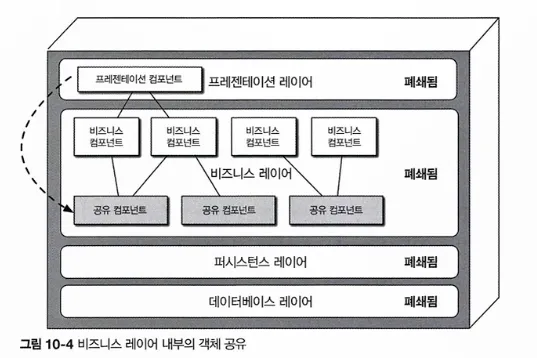 프레젠테이션 컴포넌트
프레젠테이션 레이어
폐쇄됨
비즈니스
컴포넌트
비즈니스
컴포넌트
비즈니스
컴포넌트
비즈니스
컴포넌트
비즈니스 레이어
폐쇄됨
공유 컴포넌트
공유 컴포넌트
공유 컴포넌트
퍼시스턴스 레이어
폐쇄됨
데이터베이스 레이어
폐쇄됨
그림 10-4 비즈니스 레이어 내부의 객체 공유